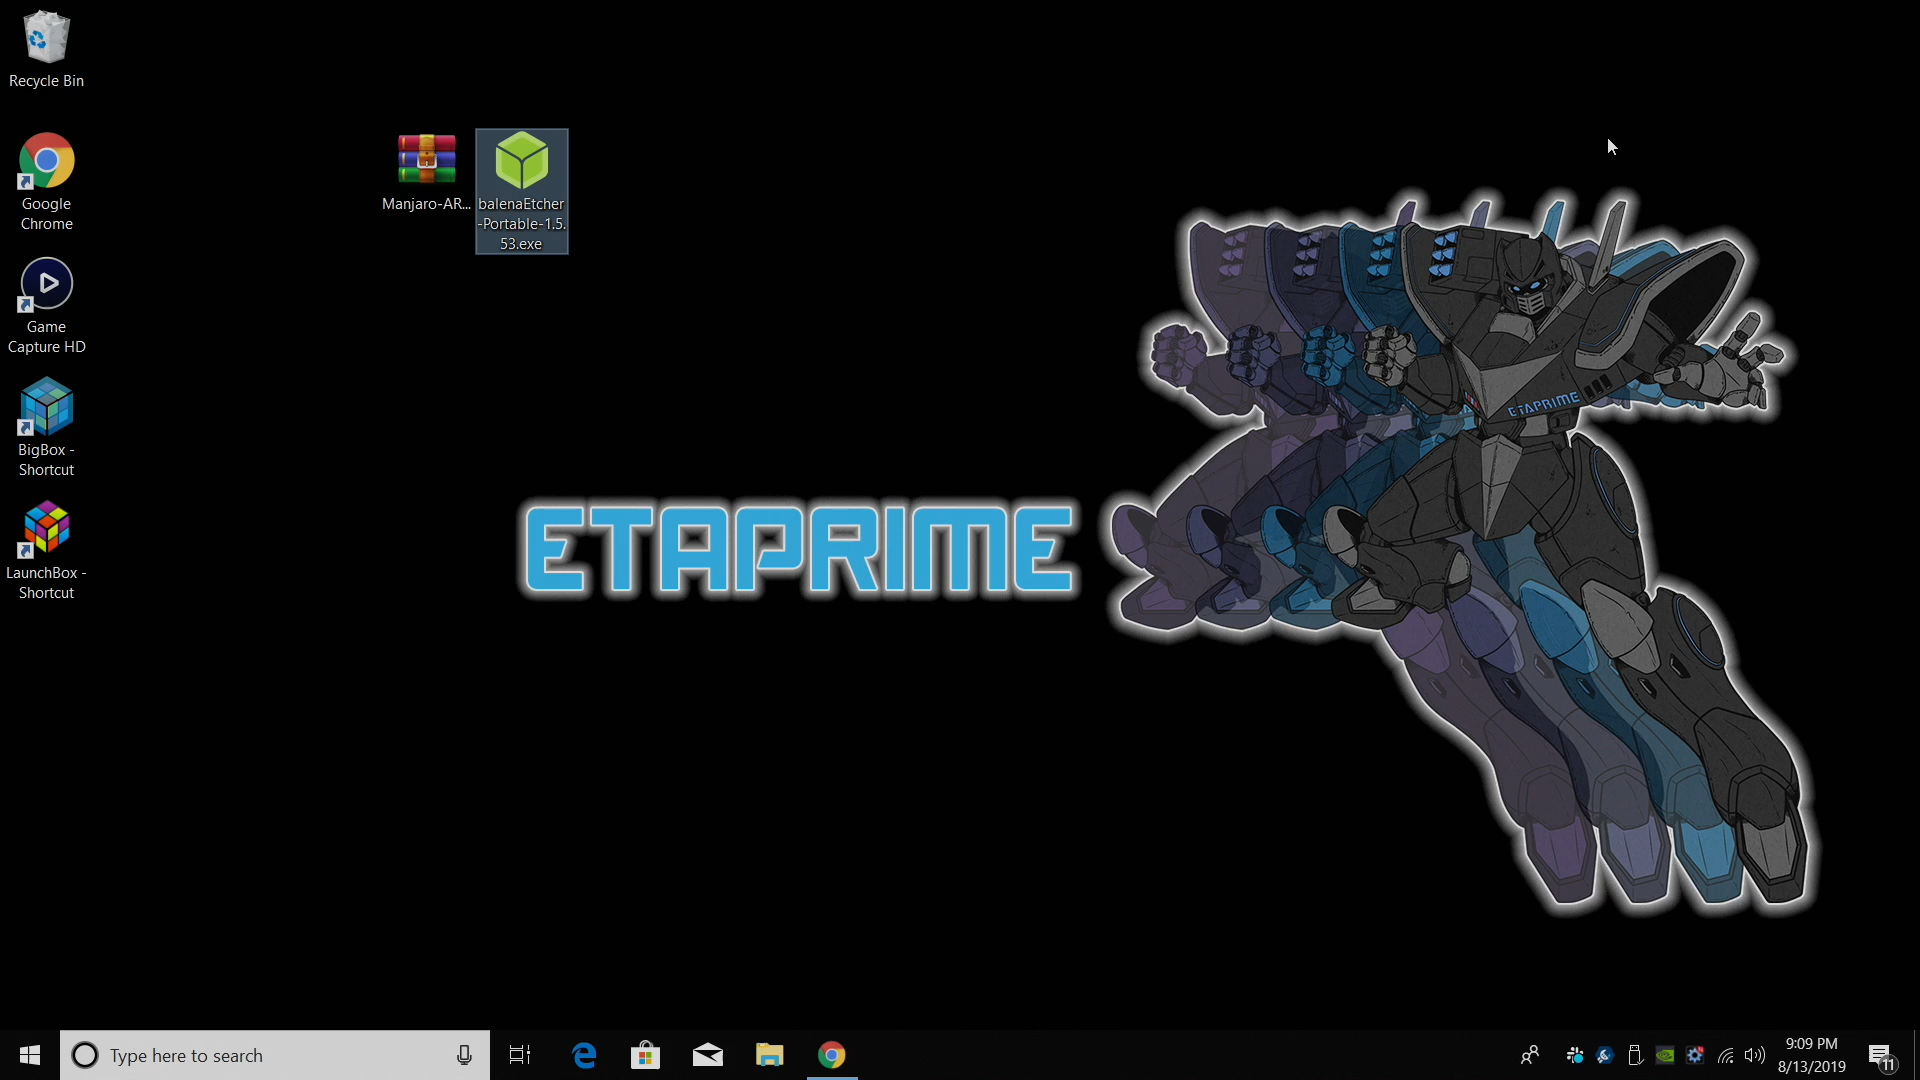 Recycle Bin
Google
Chrome
Game
Capture HD
BigBox -
Shortcut
LaunchBox -
Shortcut
Manjaro-AR...
balenaEtcher
-Portable-1.5.
53.exe
ETAPRIME
ETAPRIME
Type here to search
9:09 PM
8/13/2019
11